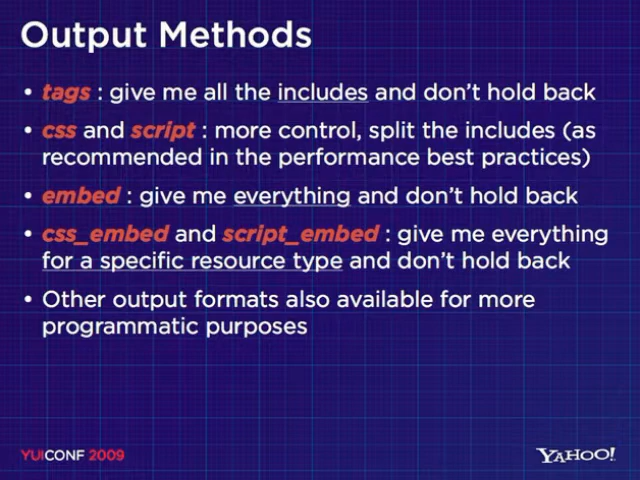 Output Methods
• tags : give me all the includes and don't hold back
• css and script : more control, split the includes (as
recommended in the performance best practices)
• embed : give me everything and don't hold back
• css_embed and script_embed : give me everything
for a specific resource type and don't hold back
• Other output formats also available for more
programmatic purposes
YUICONF 2009
YAHOO!